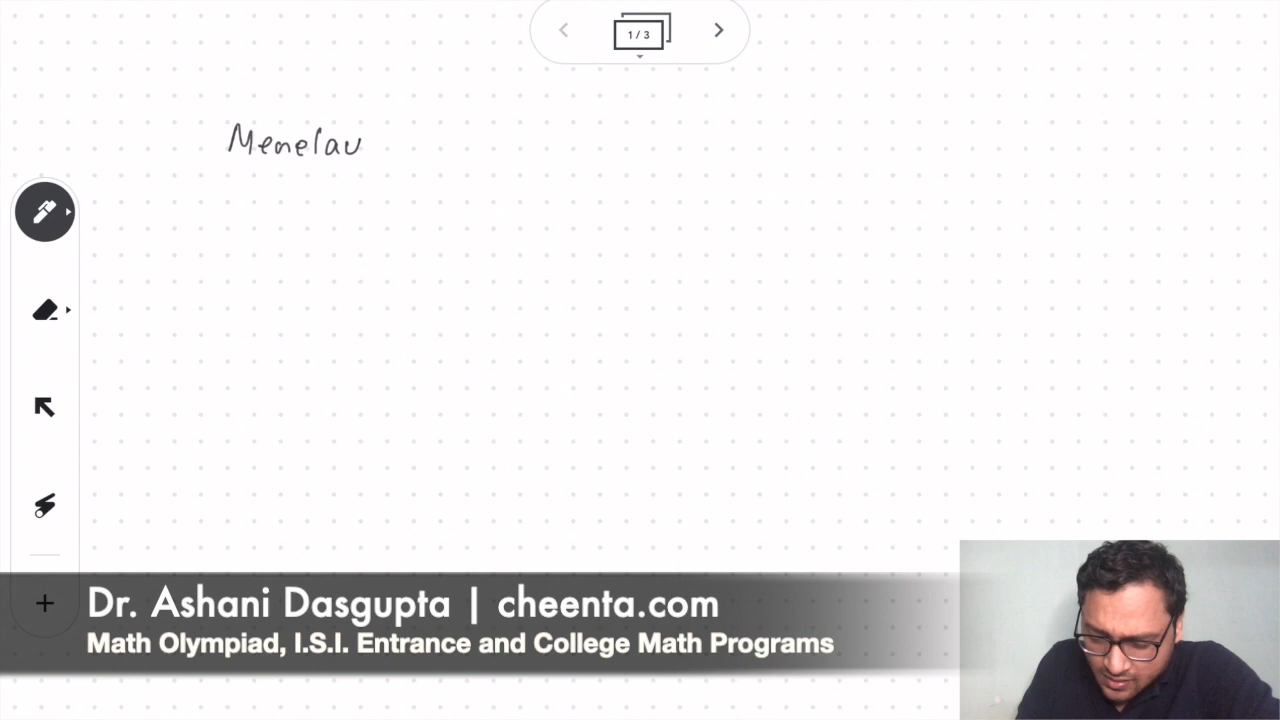 1 / 3
Menelau
Dr. Ashani Dasgupta | cheenta.com
Math Olympiad, I.S.I. Entrance and College Math Programs